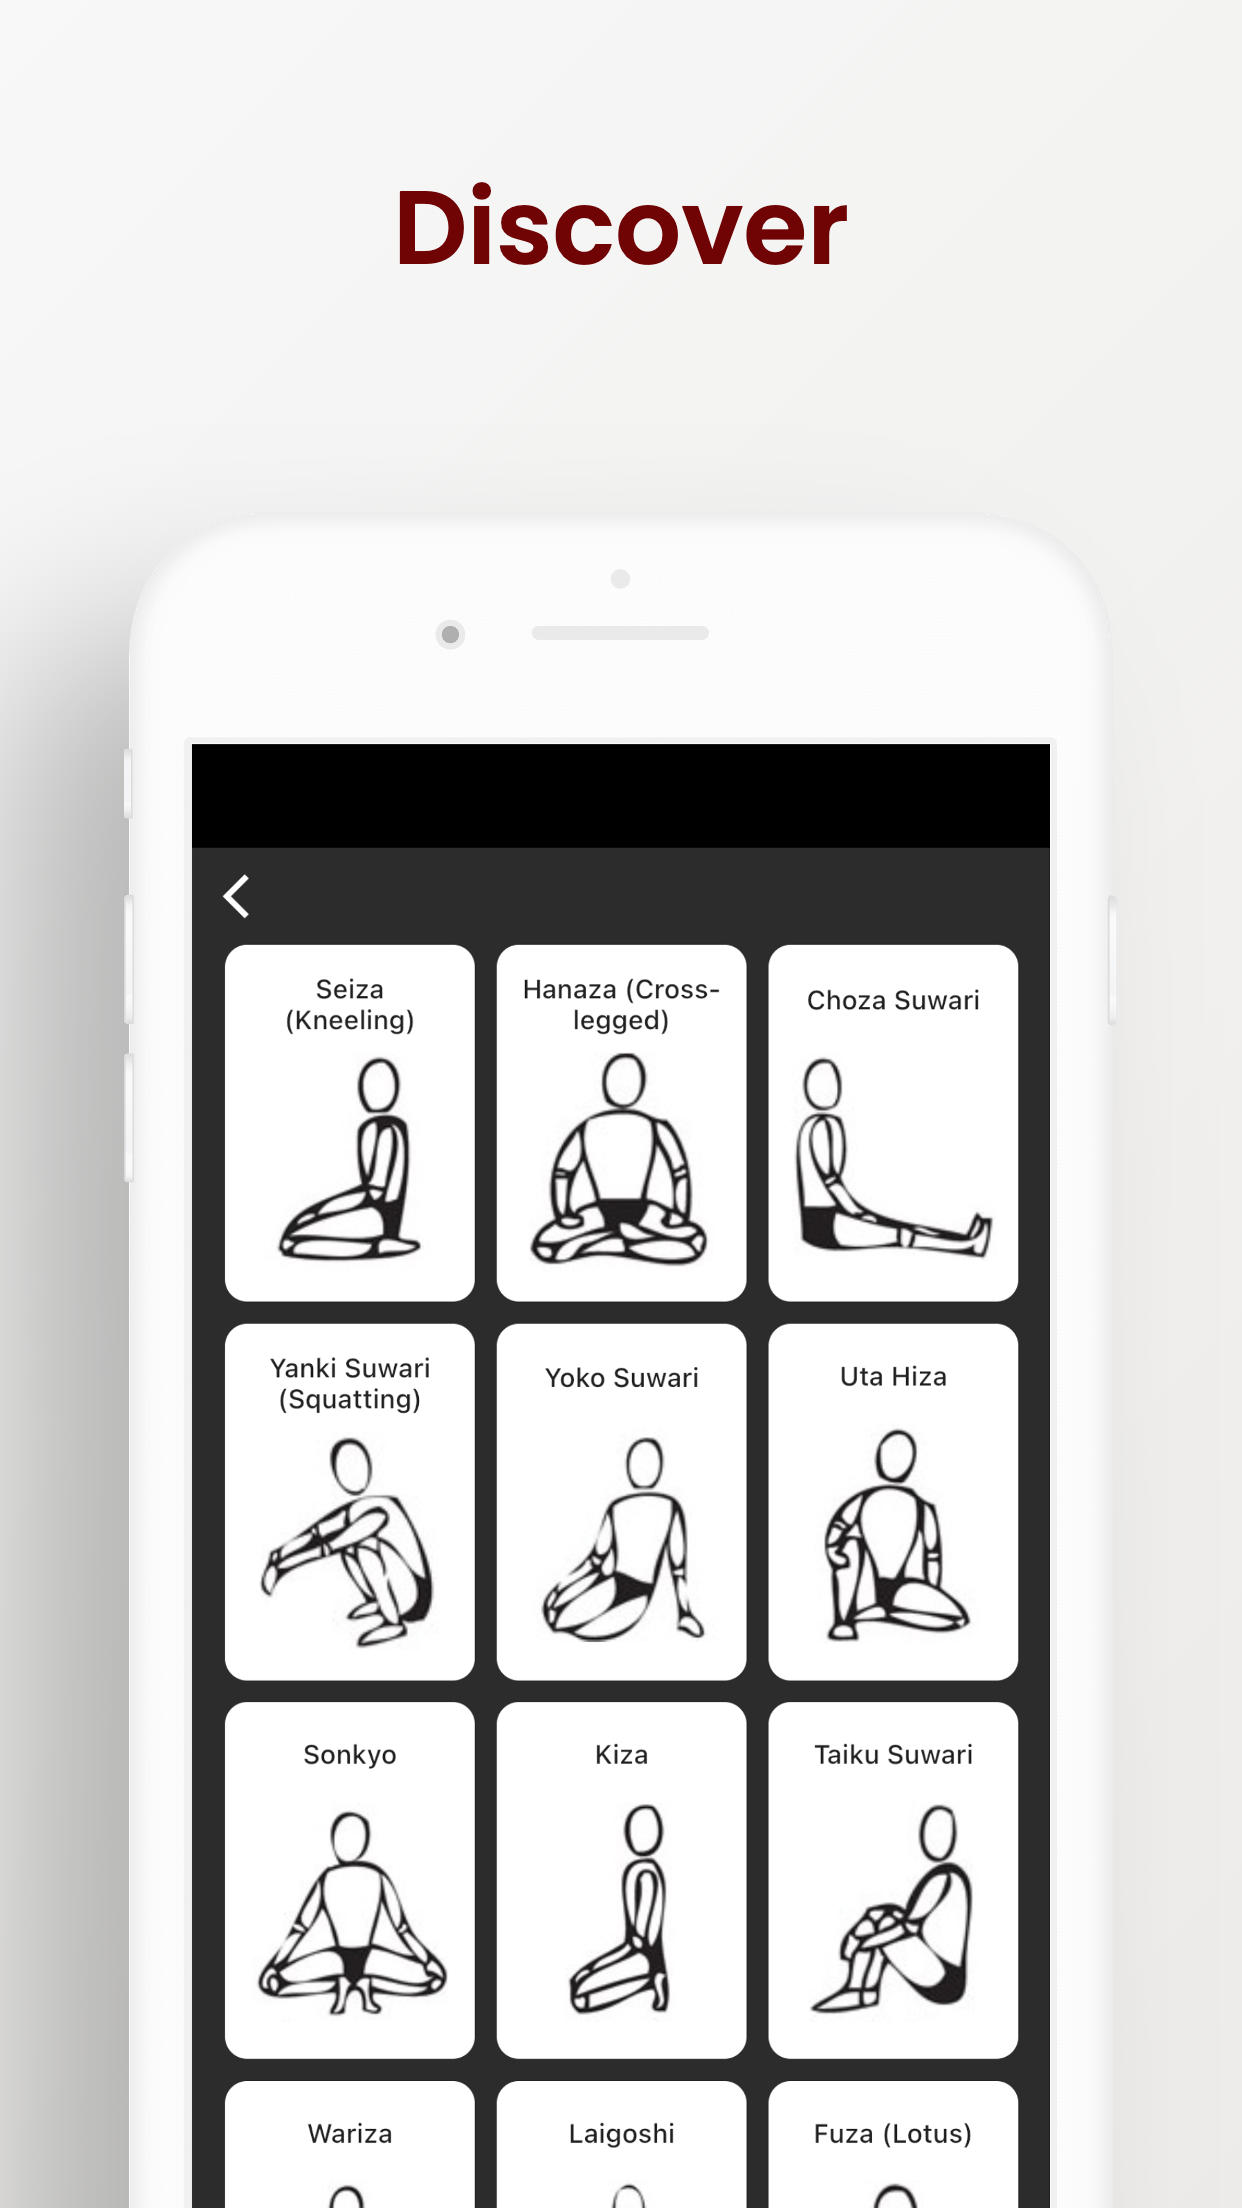 Discover
Seiza
(Kneeling)
Hanaza (Cross-
legged)
Choza Suwari
Yanki Suwari
(Squatting)
Yoko Suwari
Uta Hiza
Sonkyo
Kiza
Taiku Suwari
Wariza
Laigoshi
Fuza (Lotus)